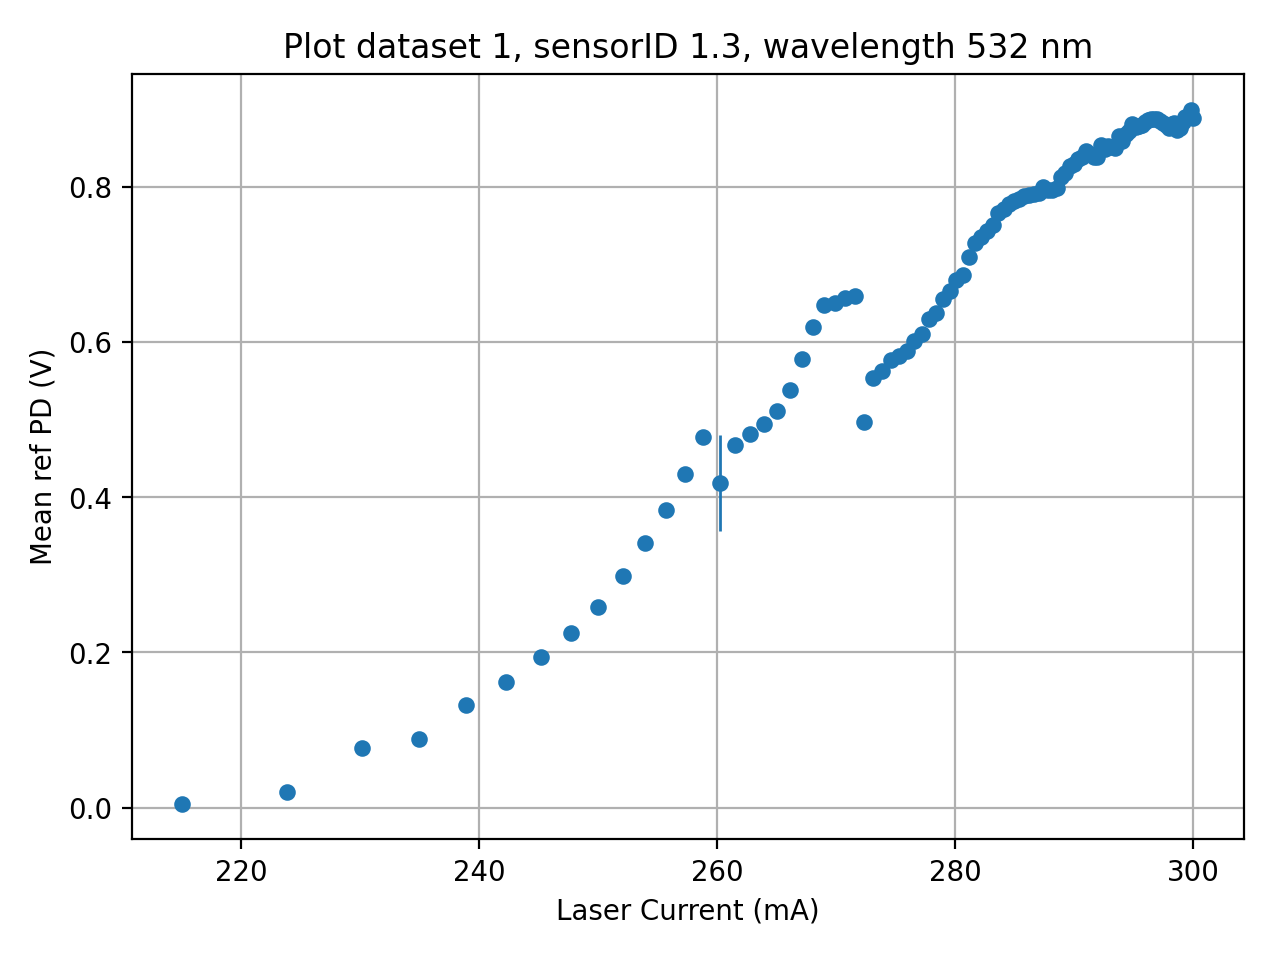 Plot dataset 1, sensorID 1.3, wavelength 532 nm
Mean ref PD (V)
0.8
0.6
0.4
0.2
0.0
220 240 260 280 300
Laser Current (mA)